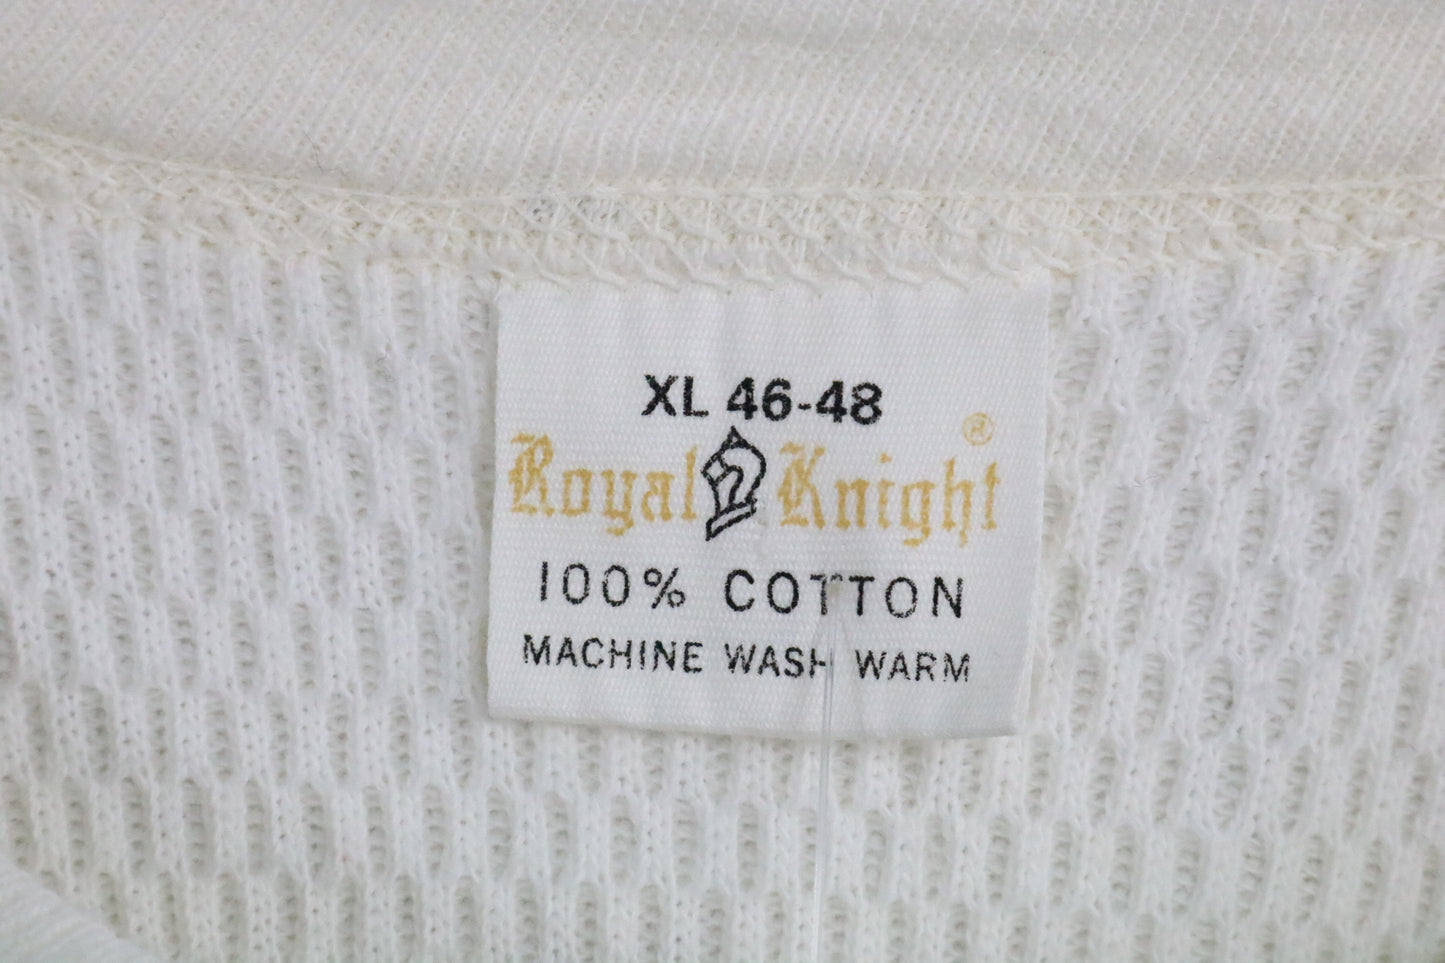 XL 46-48
Royal Knight ®
100% COTTON
MACHINE WASH WARM